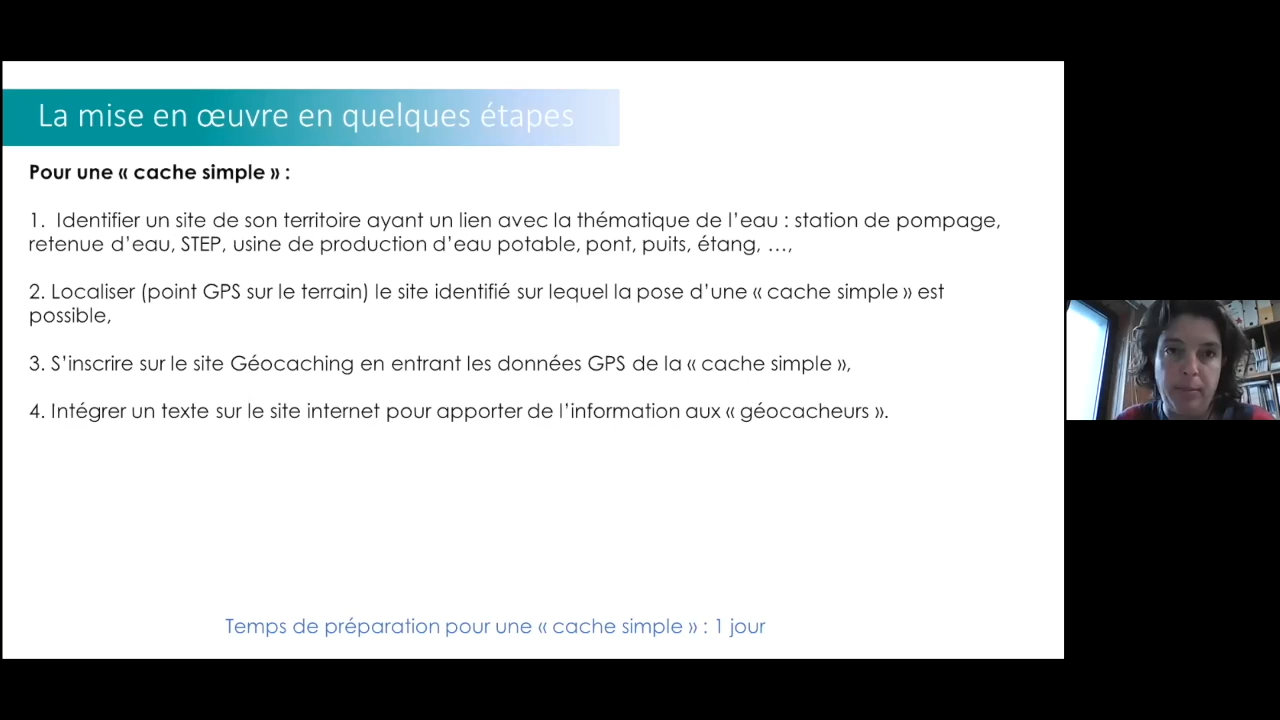 La mise en œuvre en quelques étapes
Pour une « cache simple » :
1.  Identifier un site de son territoire ayant un lien avec la thématique de l’eau : station de pompage,
retenue d’eau, STEP, usine de production d’eau potable, pont, puits, étang, …,
2. Localiser (point GPS sur le terrain) le site identifié sur lequel la pose d’une « cache simple » est
possible,
3. S’inscrire sur le site Géocaching en entrant les données GPS de la « cache simple »,
4. Intégrer un texte sur le site internet pour apporter de l’information aux « géocacheurs ».
Temps de préparation pour une « cache simple » : 1 jour